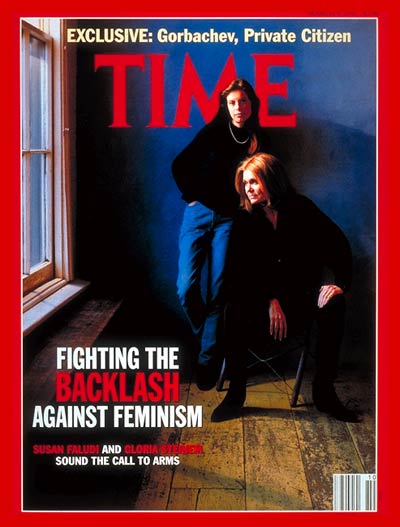 EXCLUSIVE: Gorbachev, Private Citizen
TIME
FIGHTING THE
BACKLASH
AGAINST FEMINISM
SUSAN FALUDI AND GLORIA STEINEM
SOUND THE CALL TO ARMS
10